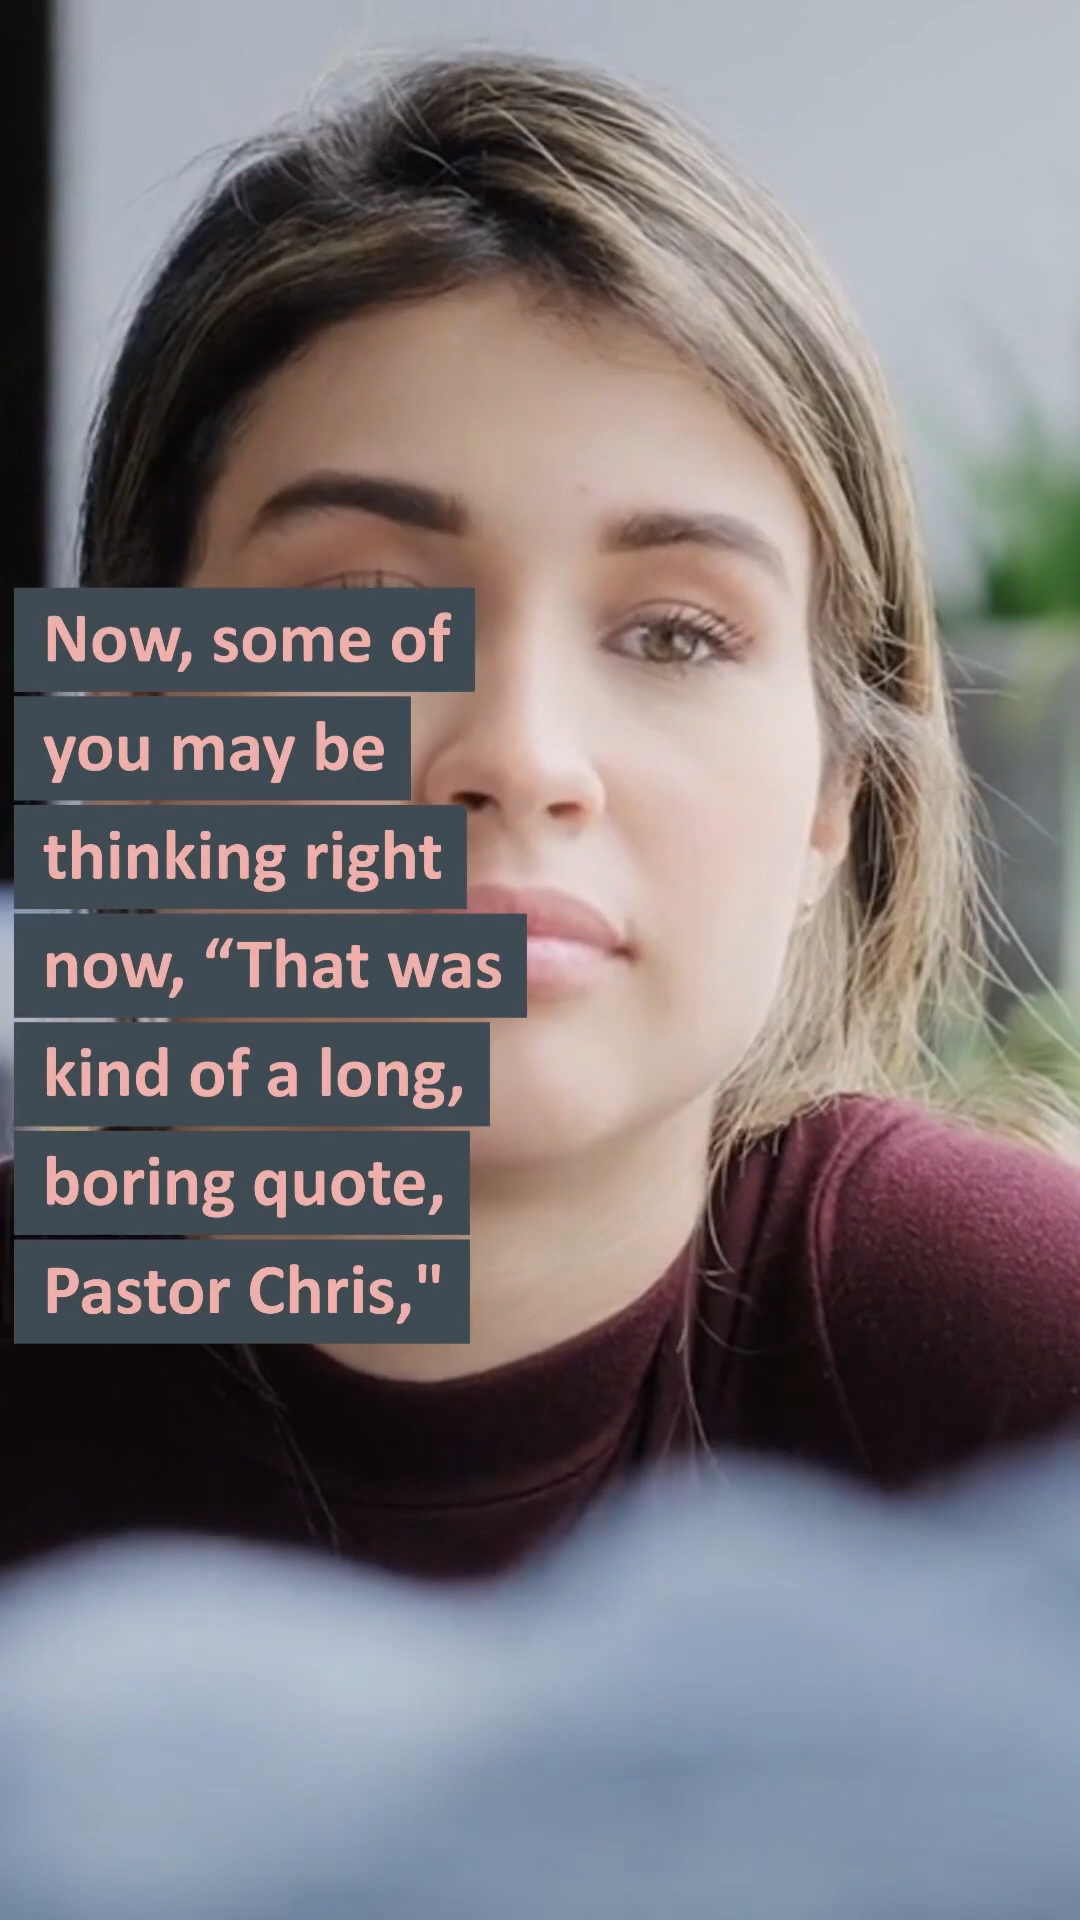 Now, some of
you may be
thinking right
now, “That was
kind of a long,
boring quote,
Pastor Chris,"